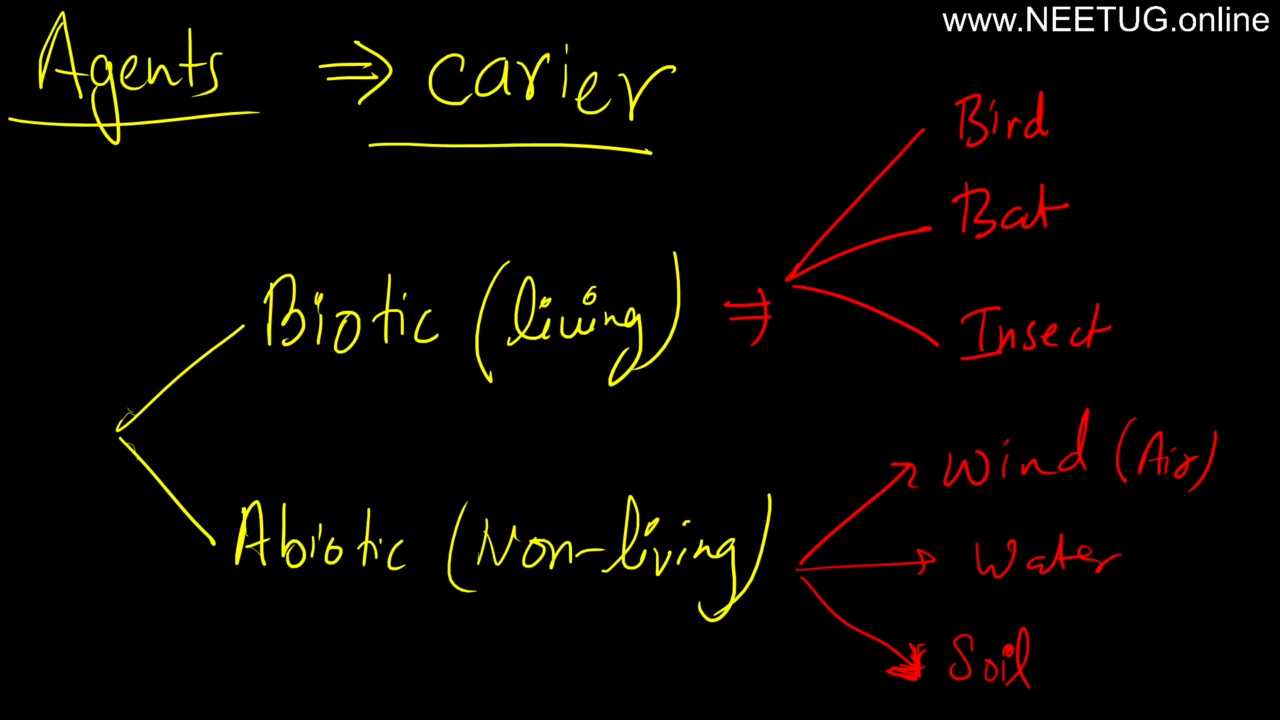 www.NEETUG.online
Agents ⇒ carier
Bird
Bat
Biotic (living) ⇒
Insect
Wind (Air)
Abiotic (Non-living)
Water
Soil